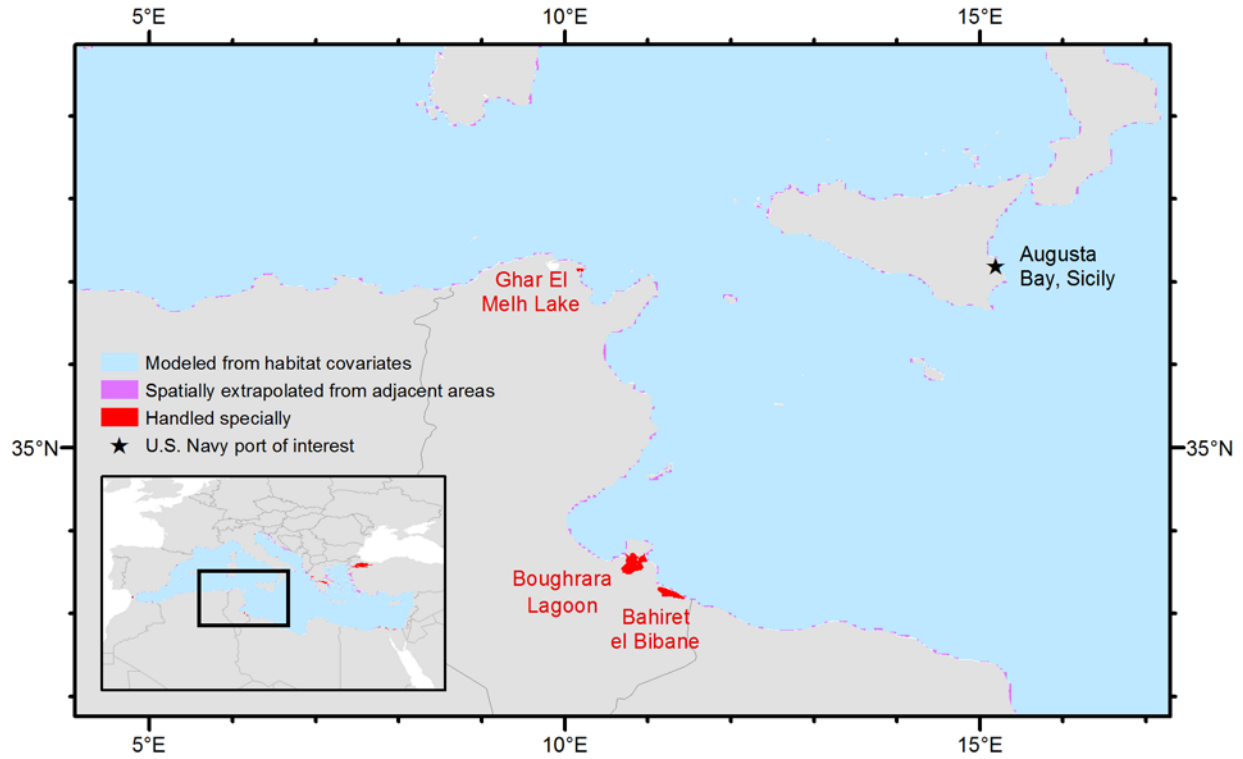 5°E
10°E
15°E
Augusta
Bay, Sicily
Ghar El
Melh Lake
Modeled from habitat covariates
Spatially extrapolated from adjacent areas
Handled specially
U.S. Navy port of interest
35°N
35°N
Boughrara
Lagoon
Bahiret
el Bibane
5°E
10°E
15°E